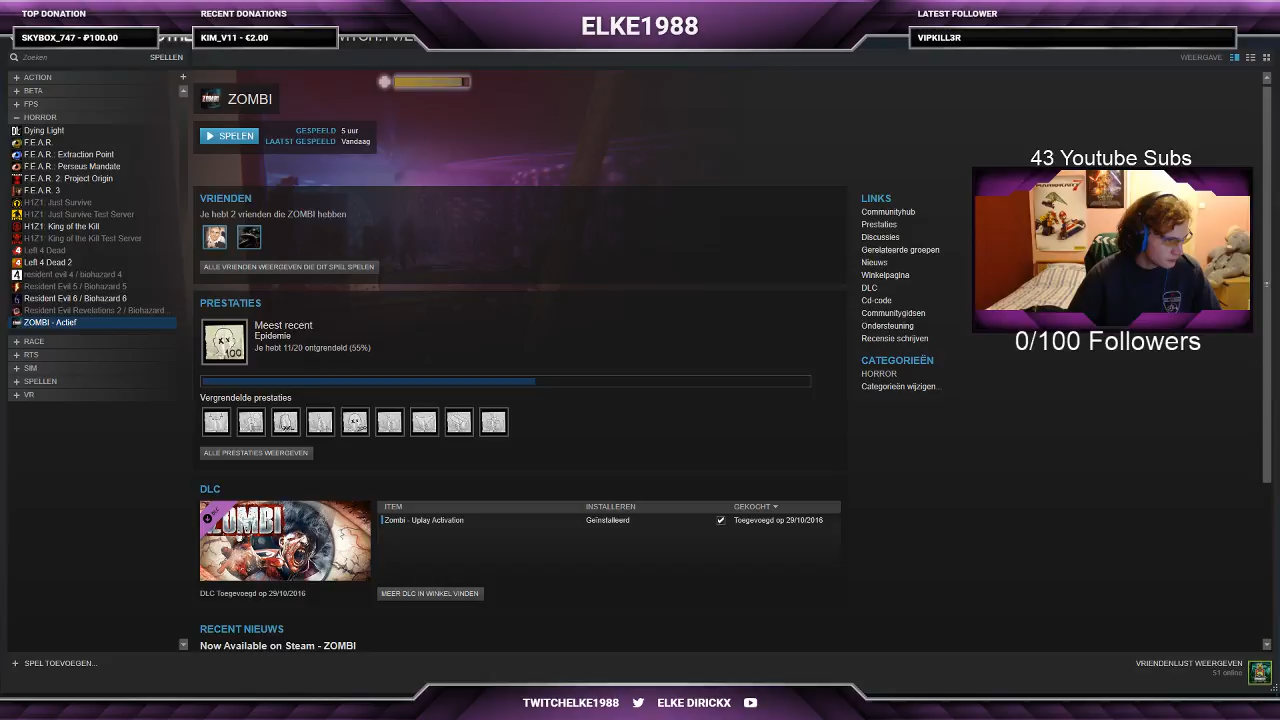 TOP DONATION
RECENT DONATIONS
ELKE1988
LATEST FOLLOWER
SKYBOX_747 - ₽100.00
KIM_V11 - €2.00
VIPKILL3R
Zoeken
SPELLEN
WEERGAVE
+ ACTION
+
+ BETA
+ FPS
− HORROR
Dying Light
F.E.A.R.
F.E.A.R.: Extraction Point
F.E.A.R.: Perseus Mandate
F.E.A.R. 2: Project Origin
F.E.A.R. 3
H1Z1: Just Survive
H1Z1: Just Survive Test Server
H1Z1: King of the Kill
H1Z1: King of the Kill Test Server
Left 4 Dead
Left 4 Dead 2
resident evil 4 / biohazard 4
Resident Evil 5 / Biohazard 5
Resident Evil 6 / Biohazard 6
Resident Evil Revelations 2 / Biohazard...
ZOMBI - Actief
+ RACE
+ RTS
+ SIM
+ SPELLEN
+ VR
ZOMBI
SPELEN
GESPEELD 5 uur
LAATST GESPEELD Vandaag
VRIENDEN
Je hebt 2 vrienden die ZOMBI hebben
ALLE VRIENDEN WEERGEVEN DIE DIT SPEL SPELEN
PRESTATIES
Meest recent
Epidemie
Je hebt 11/20 ontgrendeld (55%)
100
Vergrendelde prestaties
ALLE PRESTATIES WEERGEVEN
DLC
ZOMBI
DLC Toegevoegd op 29/10/2016
ITEM INSTALLEREN GEKOCHT
Zombi - Uplay Activation Geïnstalleerd Toegevoegd op 29/10/2016
MEER DLC IN WINKEL VINDEN
RECENT NIEUWS
Now Available on Steam - ZOMBI
LINKS
Communityhub
Prestaties
Discussies
Gerelateerde groepen
Nieuws
Winkelpagina
DLC
Cd-code
Communitygidsen
Ondersteuning
Recensie schrijven
CATEGORIEËN
HORROR
Categorieën wijzigen...
43 Youtube Subs
0/100 Followers
+ SPEL TOEVOEGEN...
VRIENDENLIJST WEERGEVEN
51 online
TWITCHELKE1988
ELKE DIRICKX